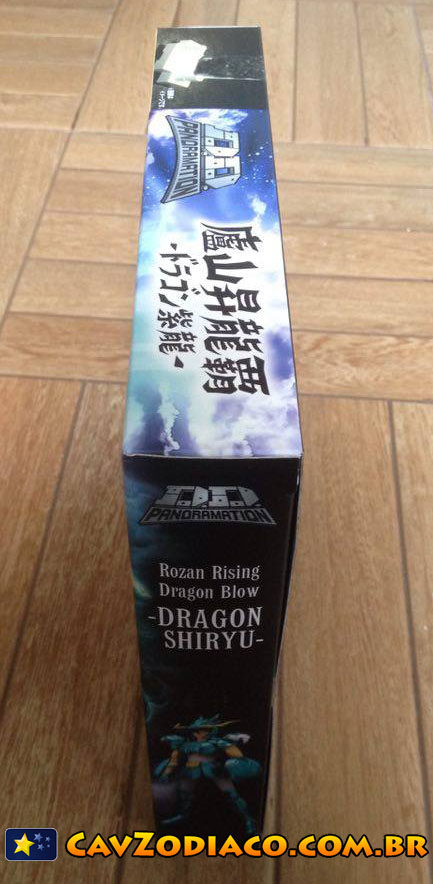 D.D.
PANORAMATION
廬山昇龍覇
-ドラゴン紫龍-
D.D.
PANORAMATION
Rozan Rising
Dragon Blow
-DRAGON
SHIRYU-
CAVZODIACO.COM.BR